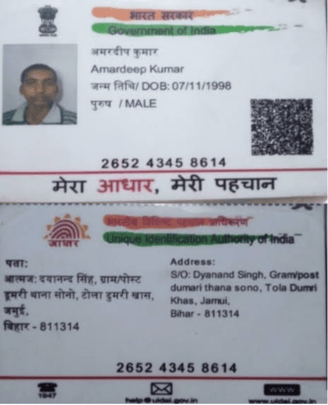 भारत सरकार
Government of India
अमरदीप कुमार
Amardeep Kumar
जन्म तिथि/ DOB: 07/11/1998
पुरुष / MALE
2652 4345 8614
मेरा आधार, मेरी पहचान
भारतीय विशिष्ट पहचान प्राधिकरण
Unique Identification Authority of India
आधार
पता:
आत्मज: दयानन्द सिंह, ग्राम/पोस्ट
डुमरी थाना सोनो, टोला डुमरी खास,
जमुई,
बिहार - 811314
Address:
S/O: Dyanand Singh, Gram/post
dumari thana sono, Tola Dumri
Khas, Jamui,
Bihar - 811314
2652 4345 8614
1947
help@uidai.gov.in
www
www.uidai.gov.in